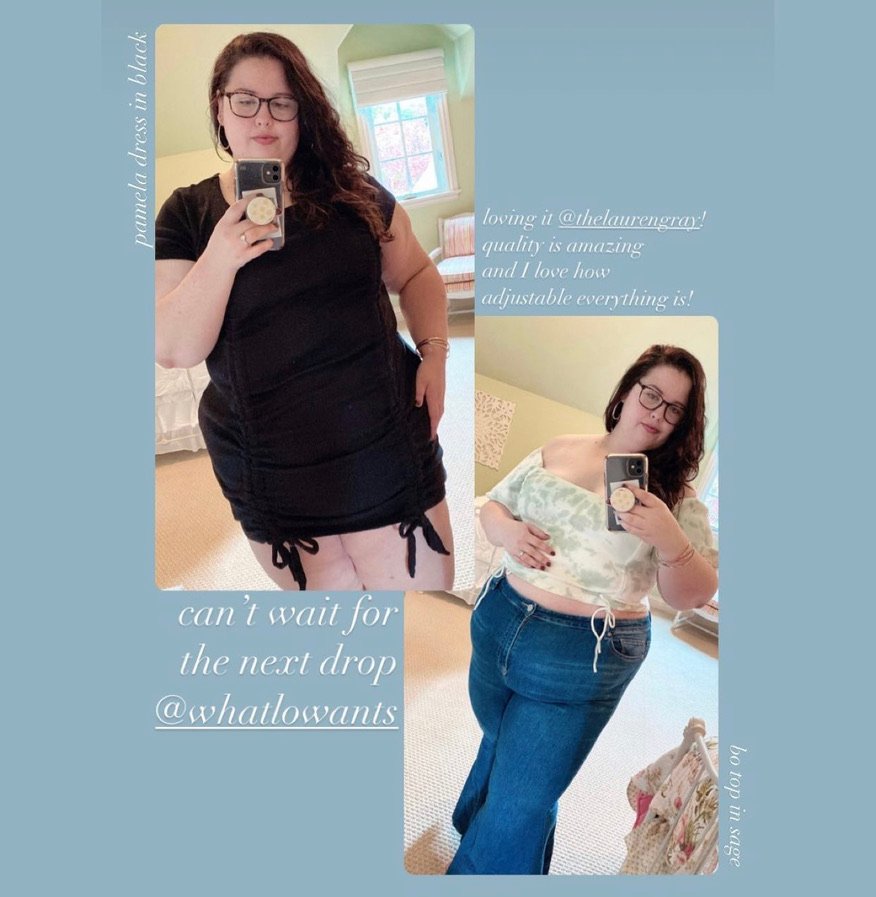 pamela dress in black
loving it @thelaurengray!
quality is amazing
and I love how
adjustable everything is!
can't wait for
the next drop
@whatlowants
bo top in sage